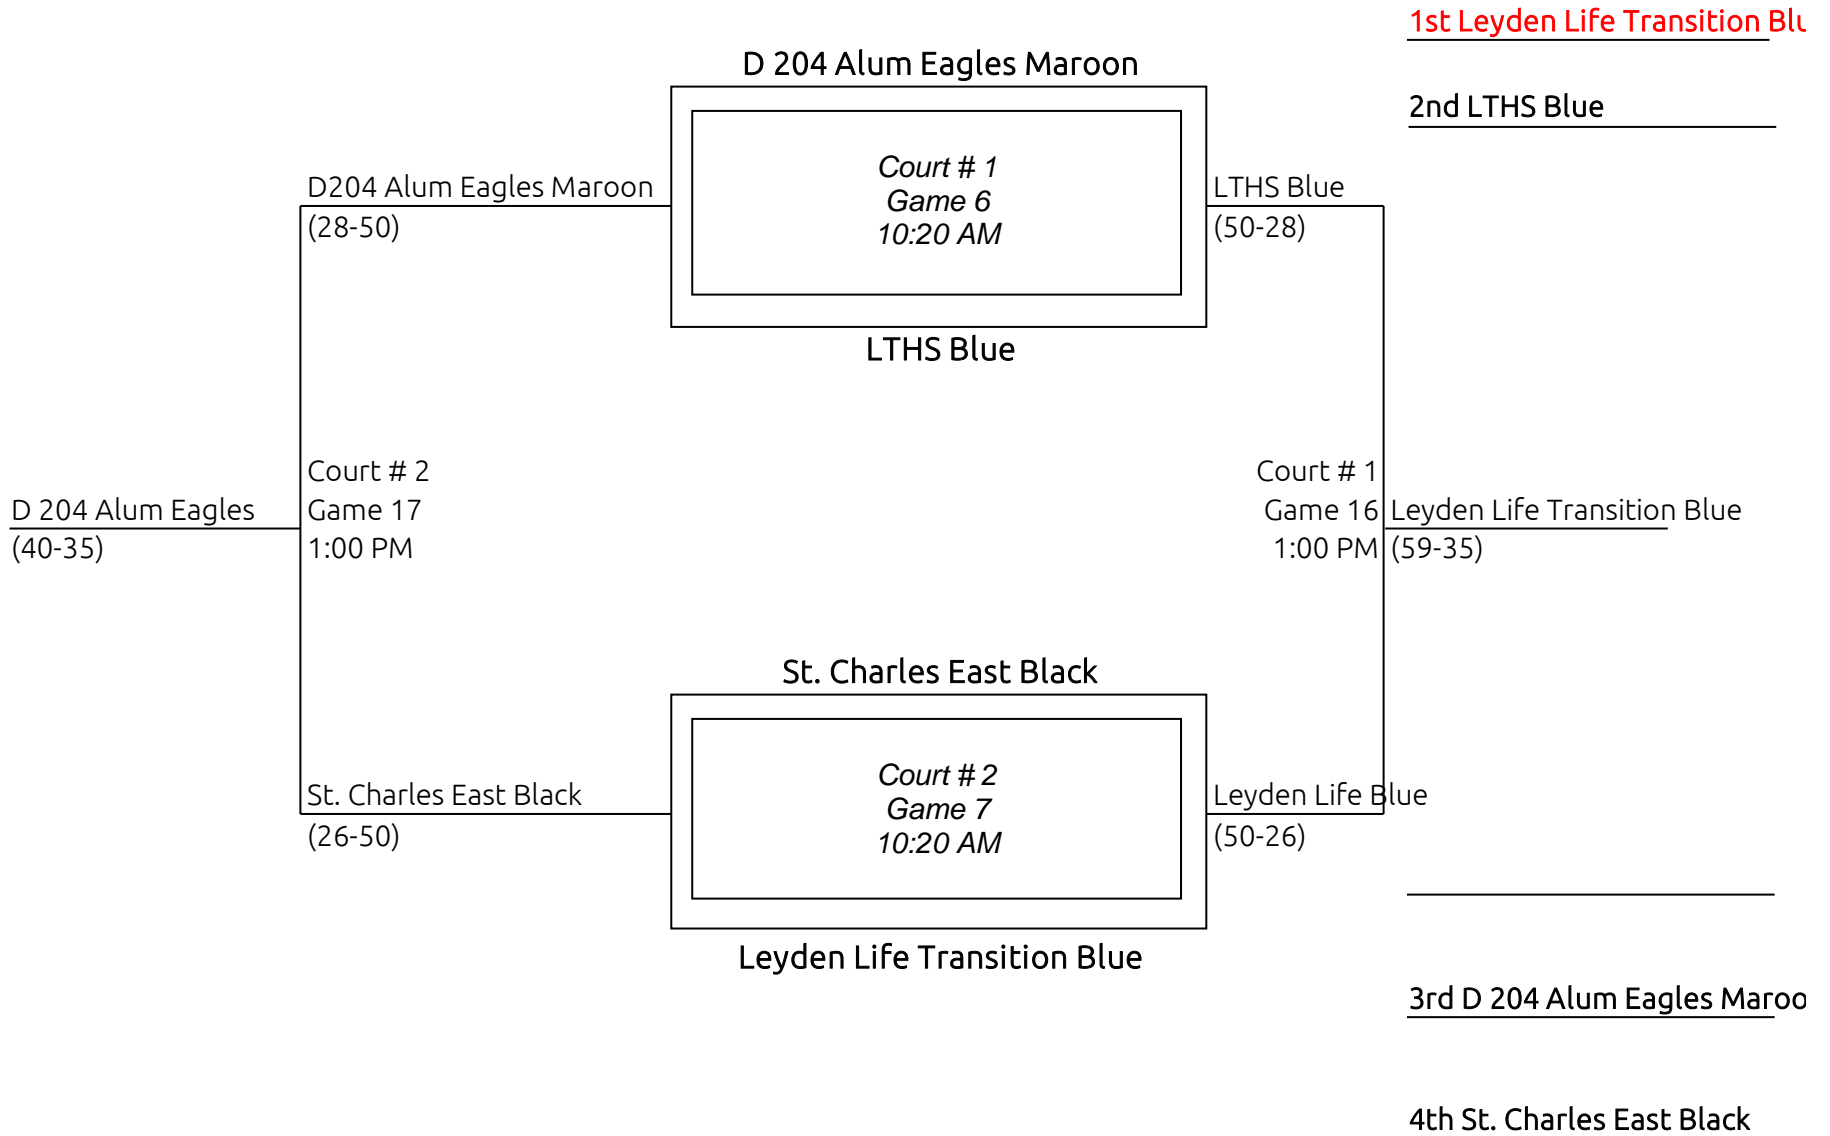 1st Leyden Life Transition Blu
D 204 Alum Eagles Maroon
2nd LTHS Blue
Court # 1
Game 6
10:20 AM
D204 Alum Eagles Maroon
(28-50)
LTHS Blue
(50-28)
LTHS Blue
Court # 2
Game 17
1:00 PM
D 204 Alum Eagles
(40-35)
Court # 1
Game 16
1:00 PM
Leyden Life Transition Blue
(59-35)
St. Charles East Black
Court # 2
Game 7
10:20 AM
St. Charles East Black
(26-50)
Leyden Life Blue
(50-26)
Leyden Life Transition Blue
3rd D 204 Alum Eagles Maroo
4th St. Charles East Black